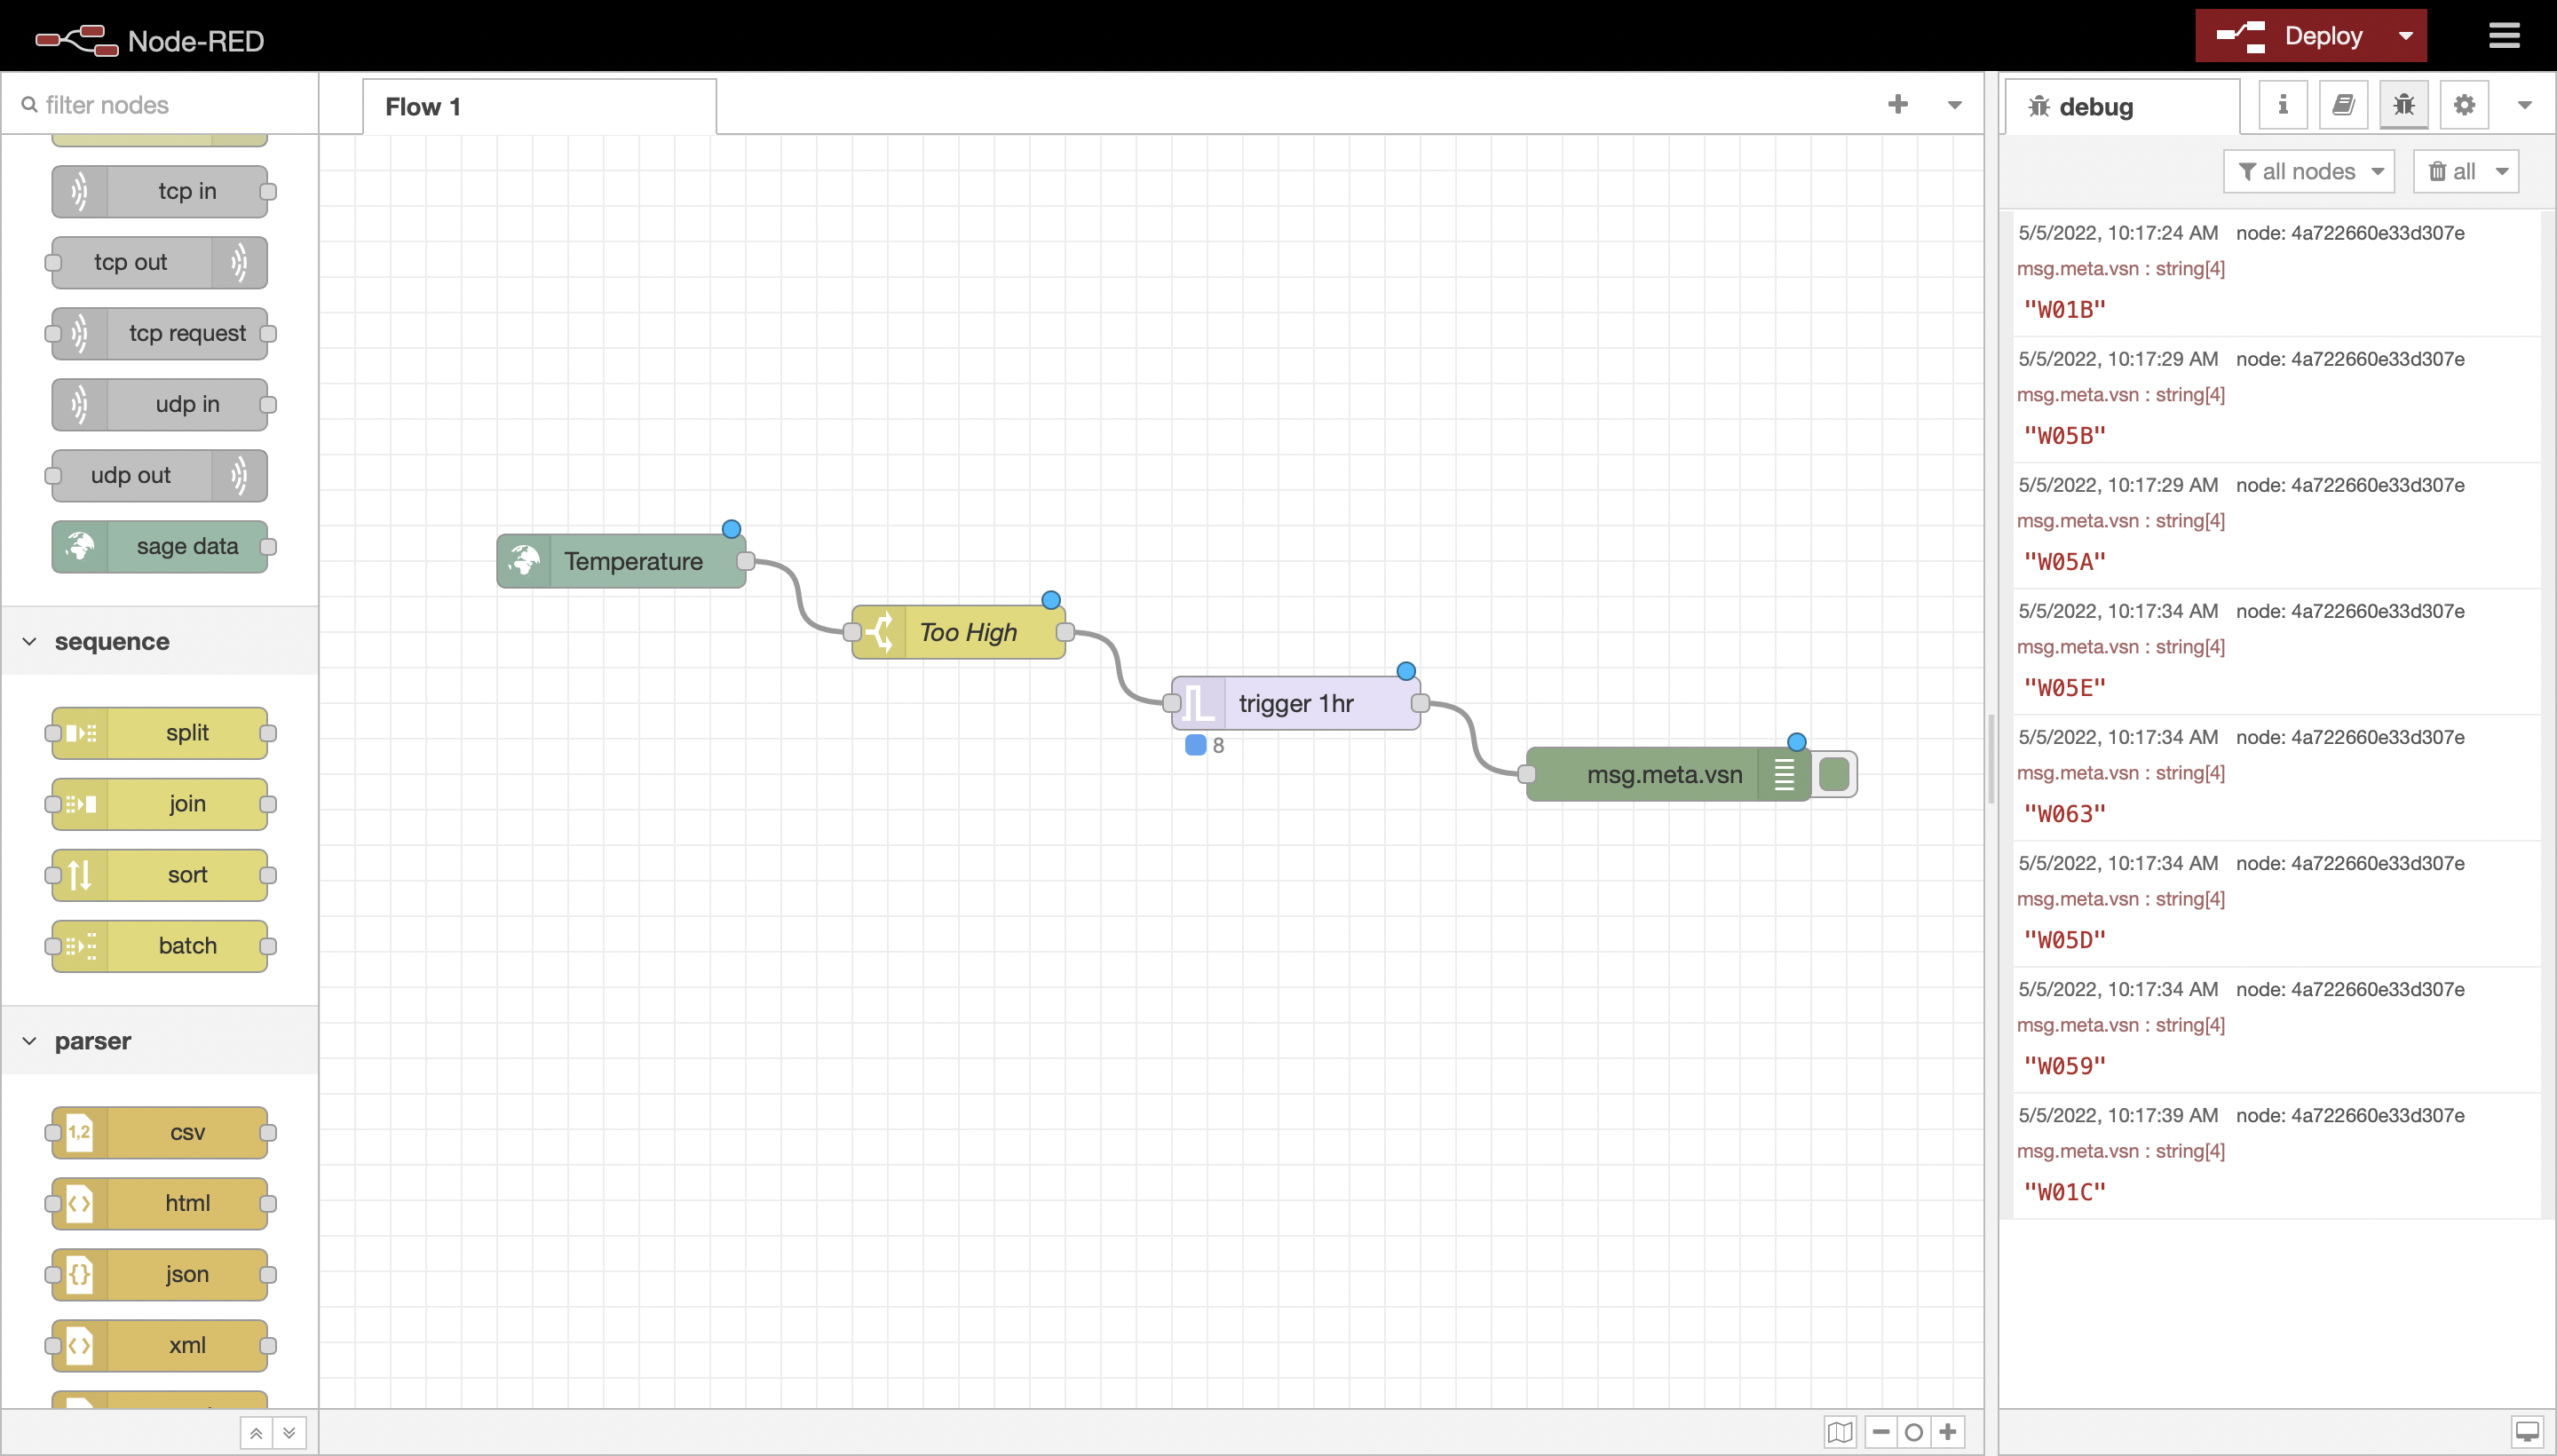 Node-RED
Deploy
filter nodes
tcp in
tcp out
tcp request
udp in
udp out
sage data
sequence
split
join
sort
batch
parser
1,2 csv
html
json
xml
Flow 1
Temperature
Too High
trigger 1hr
8
msg.meta.vsn
debug
all nodes
all
5/5/2022, 10:17:24 AM node: 4a722660e33d307e
msg.meta.vsn : string[4]
"W01B"
5/5/2022, 10:17:29 AM node: 4a722660e33d307e
msg.meta.vsn : string[4]
"W05B"
5/5/2022, 10:17:29 AM node: 4a722660e33d307e
msg.meta.vsn : string[4]
"W05A"
5/5/2022, 10:17:34 AM node: 4a722660e33d307e
msg.meta.vsn : string[4]
"W05E"
5/5/2022, 10:17:34 AM node: 4a722660e33d307e
msg.meta.vsn : string[4]
"W063"
5/5/2022, 10:17:34 AM node: 4a722660e33d307e
msg.meta.vsn : string[4]
"W05D"
5/5/2022, 10:17:34 AM node: 4a722660e33d307e
msg.meta.vsn : string[4]
"W059"
5/5/2022, 10:17:39 AM node: 4a722660e33d307e
msg.meta.vsn : string[4]
"W01C"